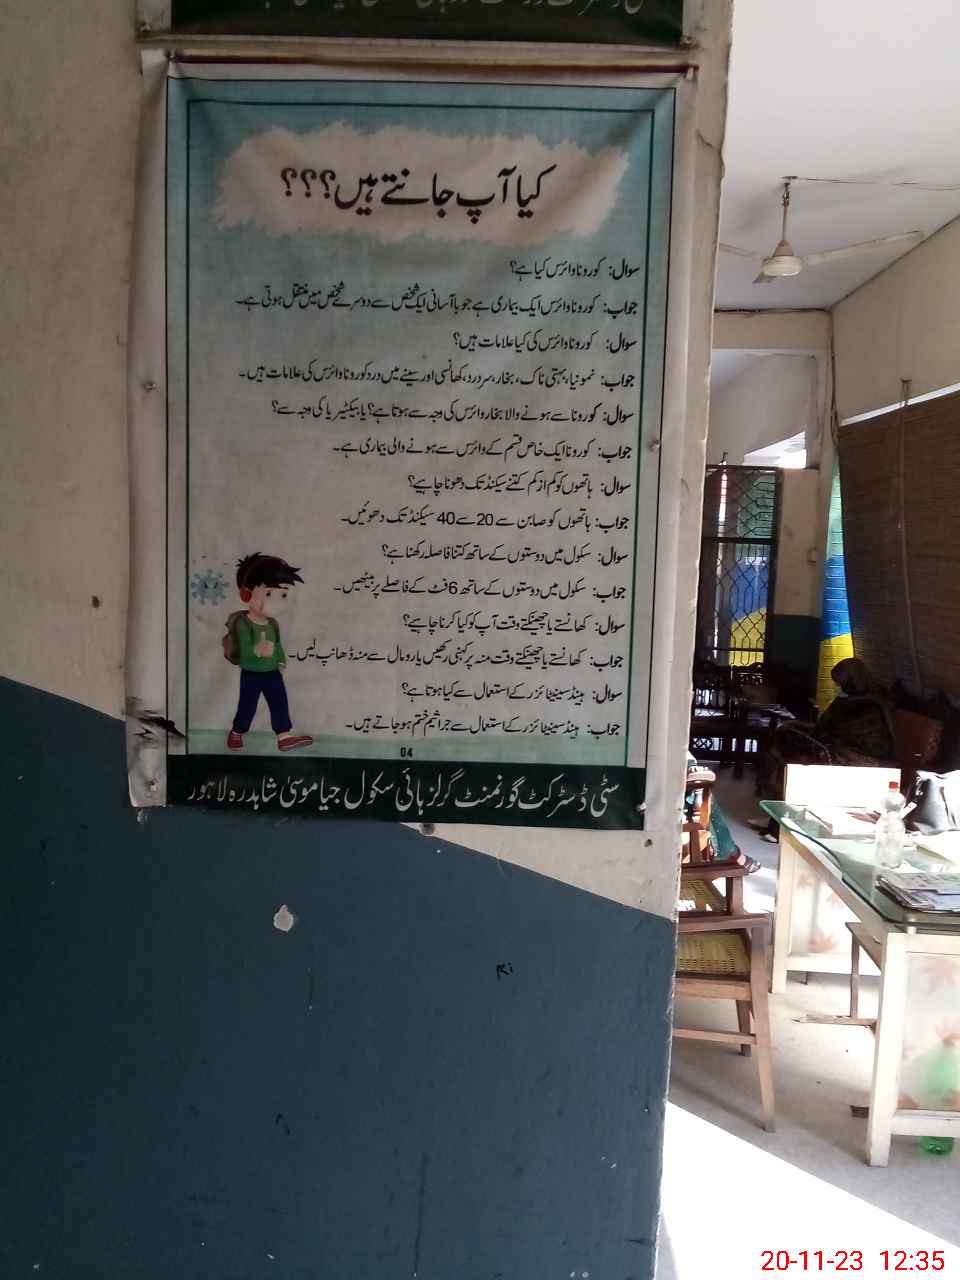 کیا آپ جانتے ہیں؟؟؟
سوال: کورونا وائرس کیا ہے؟
جواب: کورونا وائرس ایک بیماری ہے جو باآسانی ایک شخص سے دوسرے شخص میں منتقل ہوتی ہے۔
سوال: کورونا وائرس کی کیا علامات ہیں؟
جواب: نمونیا، بہتی ناک، بخار، سر درد، کھانسی اور سینے میں درد کورونا وائرس کی علامات ہیں۔
سوال: کورونا سے ہونے والا بخار وائرس کی وجہ سے ہوتا ہے؟ یا بیکٹیریا کی وجہ سے؟
جواب: کورونا ایک خاص قسم کے وائرس سے ہونے والی بیماری ہے۔
سوال: ہاتھوں کو کم از کم کتنے سیکنڈ تک دھونا چاہیے؟
جواب: ہاتھوں کو صابن سے 20 سے 40 سیکنڈ تک دھوئیں۔
سوال: سکول میں دوستوں کے ساتھ کتنا فاصلہ رکھنا ہے؟
جواب: سکول میں دوستوں کے ساتھ 6 فٹ کے فاصلے پر بیٹھیں۔
سوال: کھانستے یا چھینکتے وقت آپ کو کیا کرنا چاہیے؟
جواب: کھانستے یا چھینکتے وقت منہ پر کہنی رکھیں یا رومال سے منہ ڈھانپ لیں۔
سوال: ہینڈ سینیٹائزر کے استعمال سے کیا ہوتا ہے؟
جواب: ہینڈ سینیٹائزر کے استعمال سے جراثیم ختم ہو جاتے ہیں۔
04
سٹی ڈسٹرکٹ گورنمنٹ گرلز ہائی سکول جیا موسیٰ شاہدرہ لاہور
20-11-23 12:35